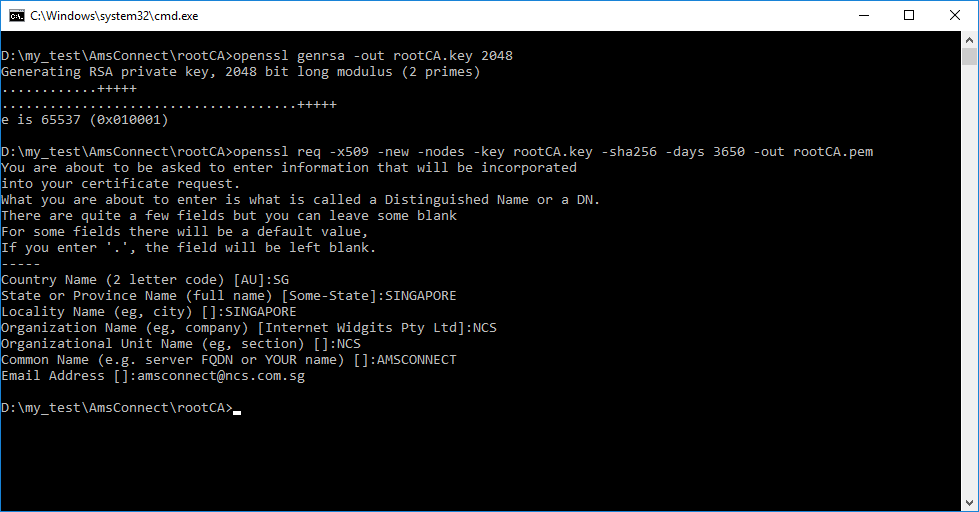 C:\Windows\system32\cmd.exe
D:\my_test\AmsConnect\rootCA>openssl genrsa -out rootCA.key 2048
Generating RSA private key, 2048 bit long modulus (2 primes)
............+++++
.....................................+++++
e is 65537 (0x010001)
D:\my_test\AmsConnect\rootCA>openssl req -x509 -new -nodes -key rootCA.key -sha256 -days 3650 -out rootCA.pem
You are about to be asked to enter information that will be incorporated
into your certificate request.
What you are about to enter is what is called a Distinguished Name or a DN.
There are quite a few fields but you can leave some blank
For some fields there will be a default value,
If you enter '.', the field will be left blank.
-----
Country Name (2 letter code) [AU]:SG
State or Province Name (full name) [Some-State]:SINGAPORE
Locality Name (eg, city) []:SINGAPORE
Organization Name (eg, company) [Internet Widgits Pty Ltd]:NCS
Organizational Unit Name (eg, section) []:NCS
Common Name (e.g. server FQDN or YOUR name) []:AMSCONNECT
Email Address []:amsconnect@ncs.com.sg
D:\my_test\AmsConnect\rootCA>